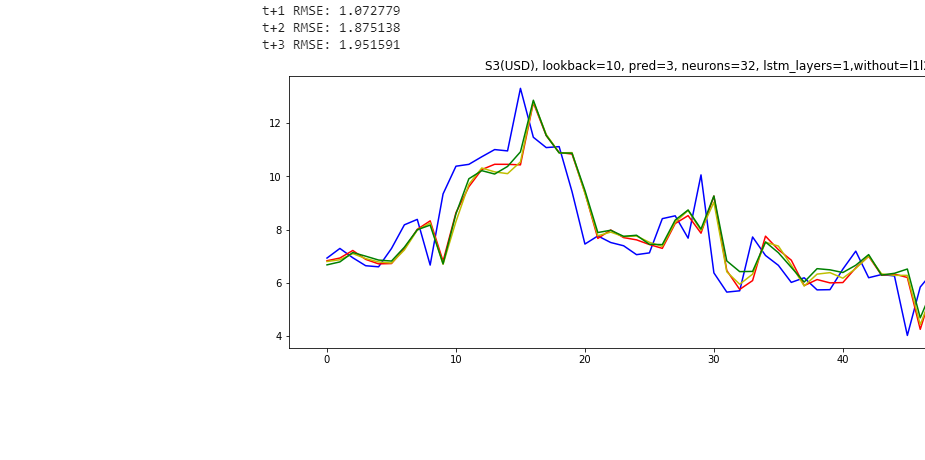 t+1 RMSE: 1.072779
t+2 RMSE: 1.875138
t+3 RMSE: 1.951591
S3(USD), lookback=10, pred=3, neurons=32, lstm_layers=1,without=l1l2
12
10
8
6
4
0
10
20
30
40